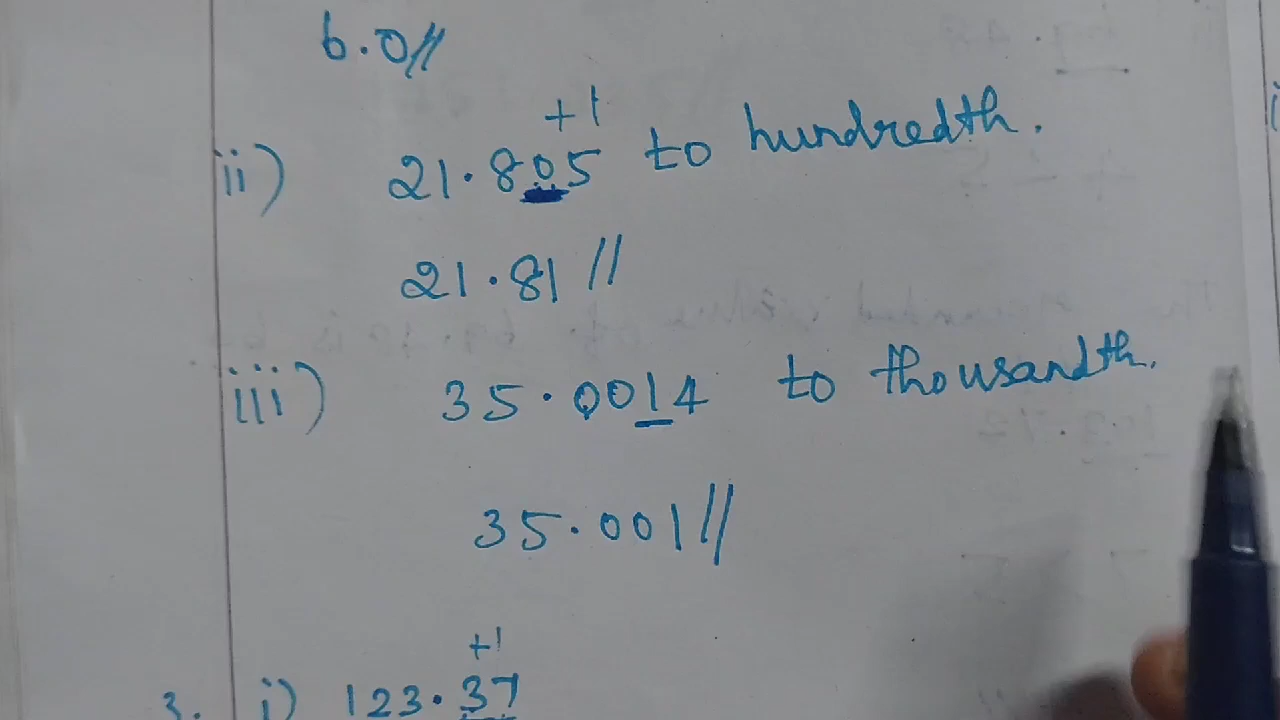 6.0//
+1
ii) 21.805 to hundredth.
21.81 //
iii) 35.0014 to thousandth.
35.001//
+1
3. i) 123.37